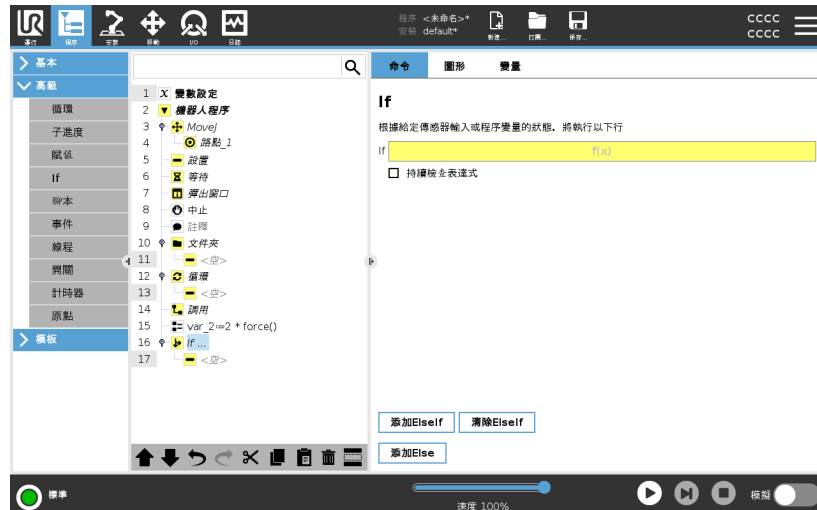 UR
運行
程序
安裝
移動
I/O
日誌
程序 <未命名>*
安裝 default*
新建...
打開...
保存...
cccc
cccc
基本
高級
循環
子進度
賦值
If
腳本
事件
線程
開關
計時器
原點
模板
1 X 變數設定
2 機器人程序
3 MoveJ
4 路點_1
5 設置
6 等待
7 彈出窗口
8 中止
9 註釋
10 文件夾
11 <空>
12 循環
13 <空>
14 調用
15 var_2:=2 * force()
16 If ...
17 <空>
命令 圖形 變量
If
根據給定傳感器輸入或程序變量的狀態，將執行以下行
If f(x)
持續檢查表達式
添加ElseIf 清除ElseIf
添加Else
標準
速度 100%
模擬